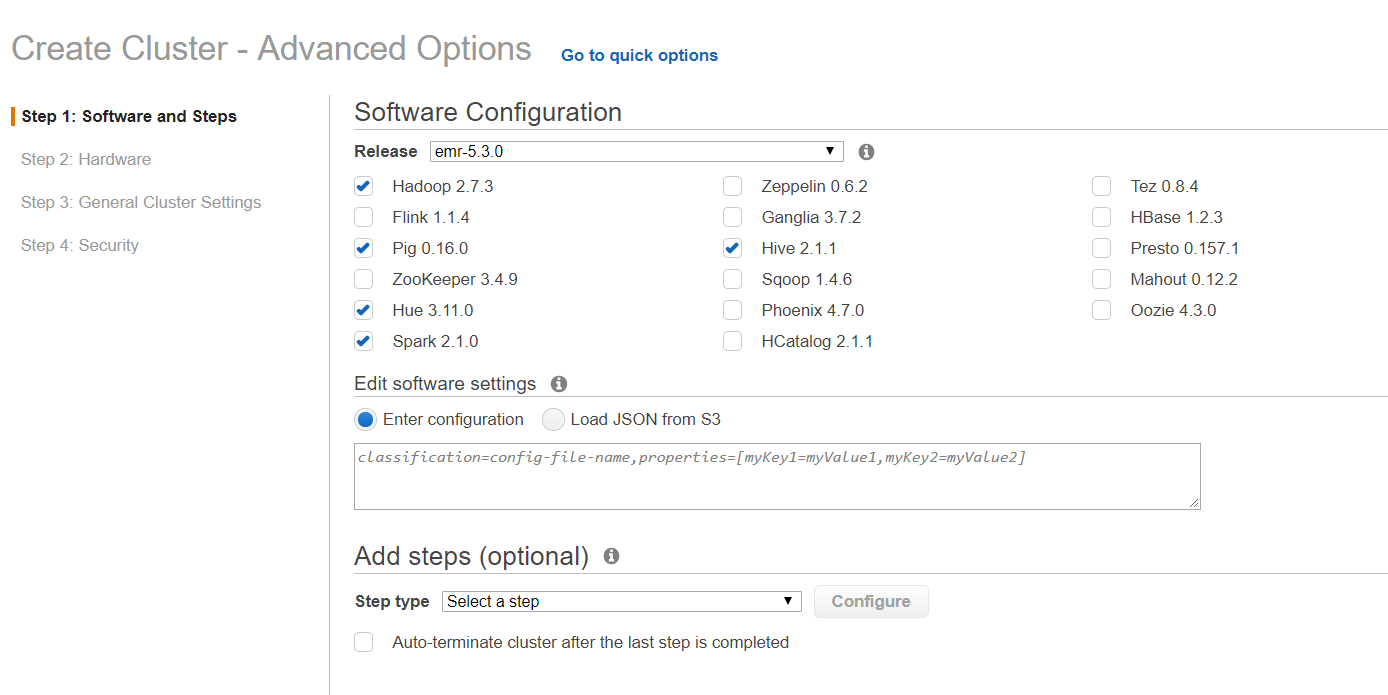 Create Cluster - Advanced Options Go to quick options
Step 1: Software and Steps
Step 2: Hardware
Step 3: General Cluster Settings
Step 4: Security
Software Configuration
Release emr-5.3.0
Hadoop 2.7.3 Zeppelin 0.6.2 Tez 0.8.4
Flink 1.1.4 Ganglia 3.7.2 HBase 1.2.3
Pig 0.16.0 Hive 2.1.1 Presto 0.157.1
ZooKeeper 3.4.9 Sqoop 1.4.6 Mahout 0.12.2
Hue 3.11.0 Phoenix 4.7.0 Oozie 4.3.0
Spark 2.1.0 HCatalog 2.1.1
Edit software settings
Enter configuration Load JSON from S3
classification=config-file-name,properties=[myKey1=myValue1,myKey2=myValue2]
Add steps (optional)
Step type Select a step Configure
Auto-terminate cluster after the last step is completed